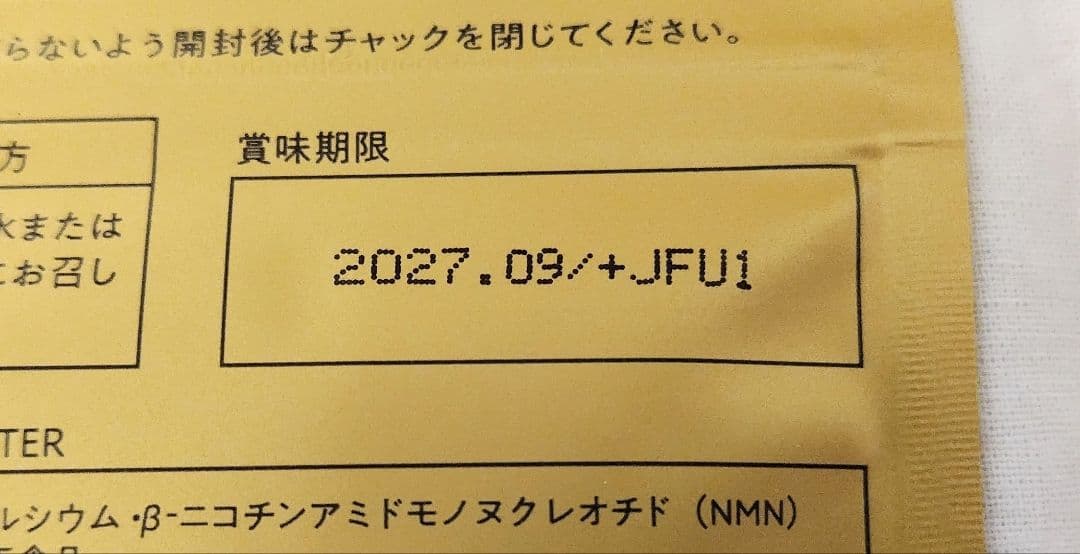 らないよう開封後はチャックを閉じてください。
方
賞味期限
水または
にお召し
2027.09/+JFU1
TER
ルシウム・β-ニコチンアミドモノヌクレオチド（NMN）